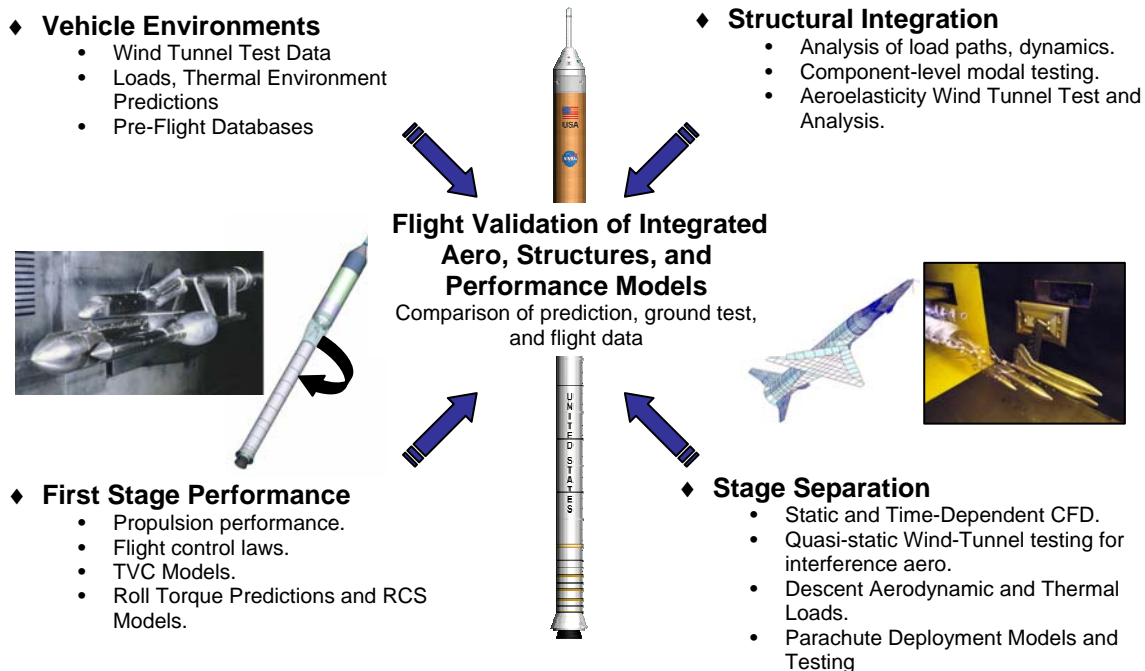 ♦ Vehicle Environments
• Wind Tunnel Test Data
• Loads, Thermal Environment
Predictions
• Pre-Flight Databases
♦ Structural Integration
• Analysis of load paths, dynamics.
• Component-level modal testing.
• Aeroelasticity Wind Tunnel Test and
Analysis.
USA
NASA
Flight Validation of Integrated
Aero, Structures, and
Performance Models
Comparison of prediction, ground test,
and flight data
UNITED STATES
♦ First Stage Performance
• Propulsion performance.
• Flight control laws.
• TVC Models.
• Roll Torque Predictions and RCS
Models.
♦ Stage Separation
• Static and Time-Dependent CFD.
• Quasi-static Wind-Tunnel testing for
interference aero.
• Descent Aerodynamic and Thermal
Loads.
• Parachute Deployment Models and
Testing